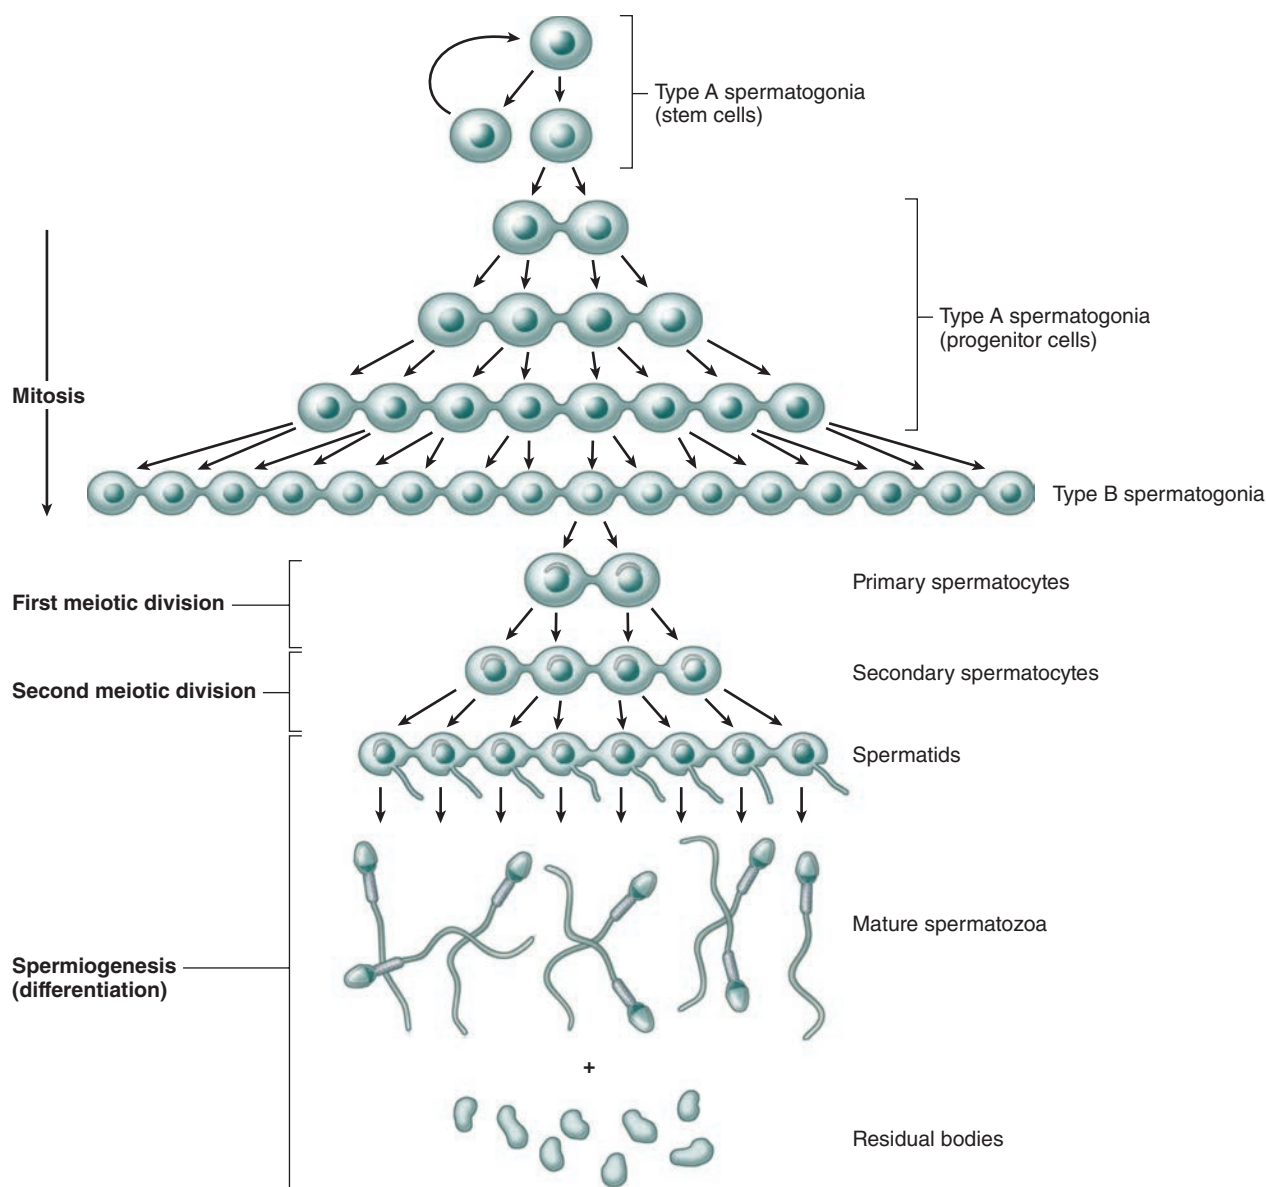 Type A spermatogonia
(stem cells)
Type A spermatogonia
(progenitor cells)
Mitosis
Type B spermatogonia
First meiotic division
Primary spermatocytes
Second meiotic division
Secondary spermatocytes
Spermatids
Mature spermatozoa
Spermiogenesis
(differentiation)
+
Residual bodies